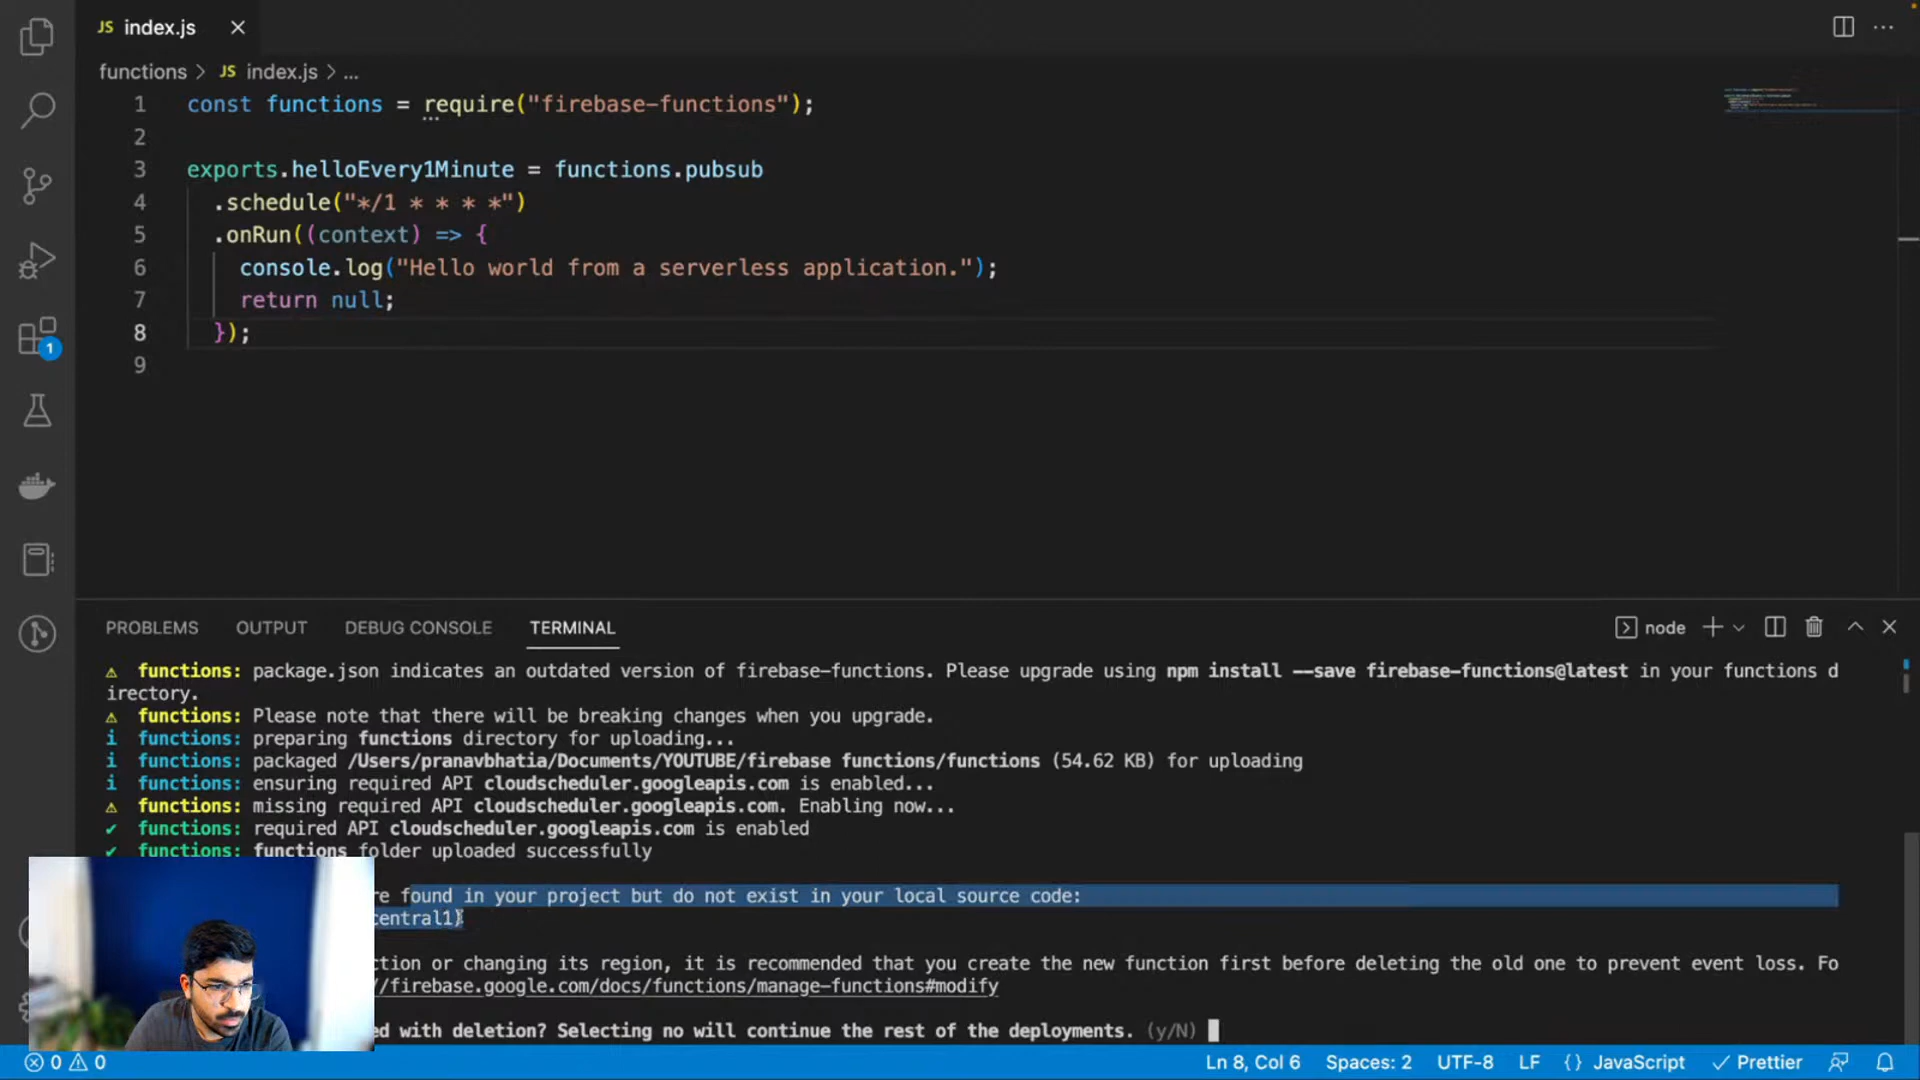 JS index.js
functions > JS index.js > ...
1 const functions = require("firebase-functions");
2
3 exports.helloEvery1Minute = functions.pubsub
4 .schedule("*/1 * * * *")
5 .onRun((context) => {
6 console.log("Hello world from a serverless application.");
7 return null;
8 });
9
1
PROBLEMS OUTPUT DEBUG CONSOLE TERMINAL node
⚠ functions: package.json indicates an outdated version of firebase-functions. Please upgrade using npm install --save firebase-functions@latest in your functions d
irectory.
⚠ functions: Please note that there will be breaking changes when you upgrade.
i functions: preparing functions directory for uploading...
i functions: packaged /Users/pranavbhatia/Documents/YOUTUBE/firebase functions/functions (54.62 KB) for uploading
i functions: ensuring required API cloudscheduler.googleapis.com is enabled...
⚠ functions: missing required API cloudscheduler.googleapis.com. Enabling now...
✔ functions: required API cloudscheduler.googleapis.com is enabled
✔ functions: functions folder uploaded successfully
re found in your project but do not exist in your local source code:
central1)
ction or changing its region, it is recommended that you create the new function first before deleting the old one to prevent event loss. Fo
//firebase.google.com/docs/functions/manage-functions#modify
ed with deletion? Selecting no will continue the rest of the deployments. (y/N)
0 0 Ln 8, Col 6 Spaces: 2 UTF-8 LF {} JavaScript Prettier